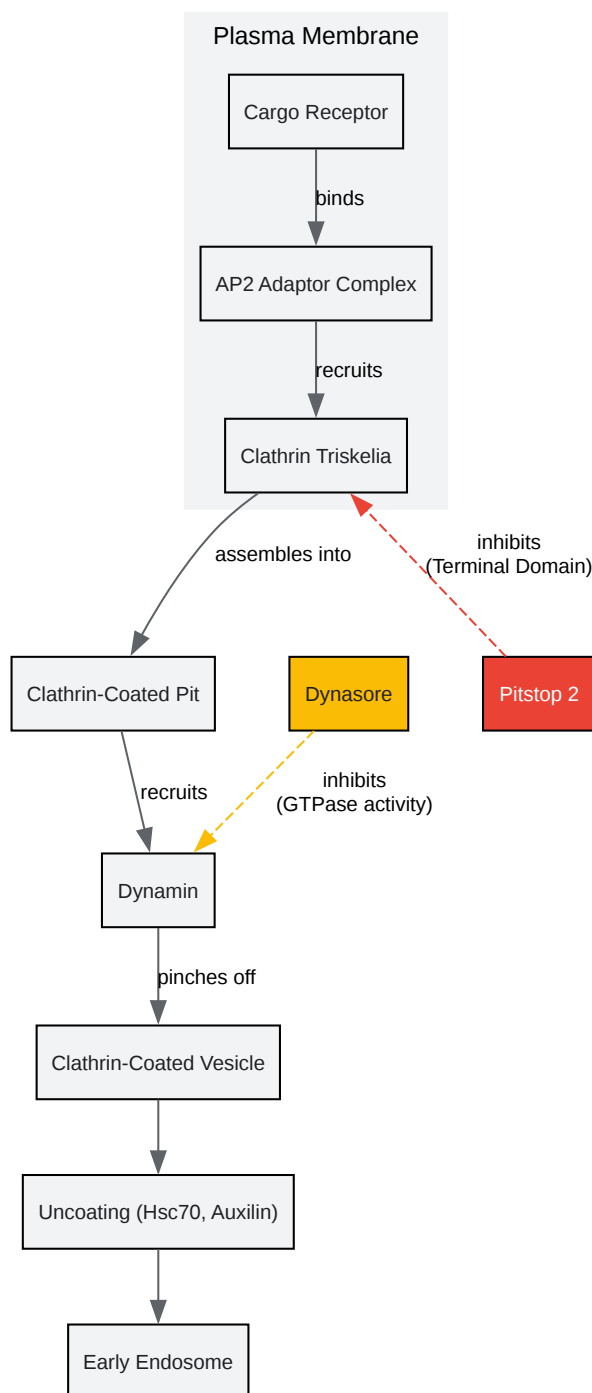 Plasma Membrane
Cargo Receptor
binds
AP2 Adaptor Complex
recruits
Clathrin Triskelia
inhibits
(Terminal Domain)
assembles into
Clathrin-Coated Pit
Dynasore
Pitstop 2
recruits
inhibits
(GTPase activity)
Dynamin
pinches off
Clathrin-Coated Vesicle
Uncoating (Hsc70, Auxilin)
Early Endosome